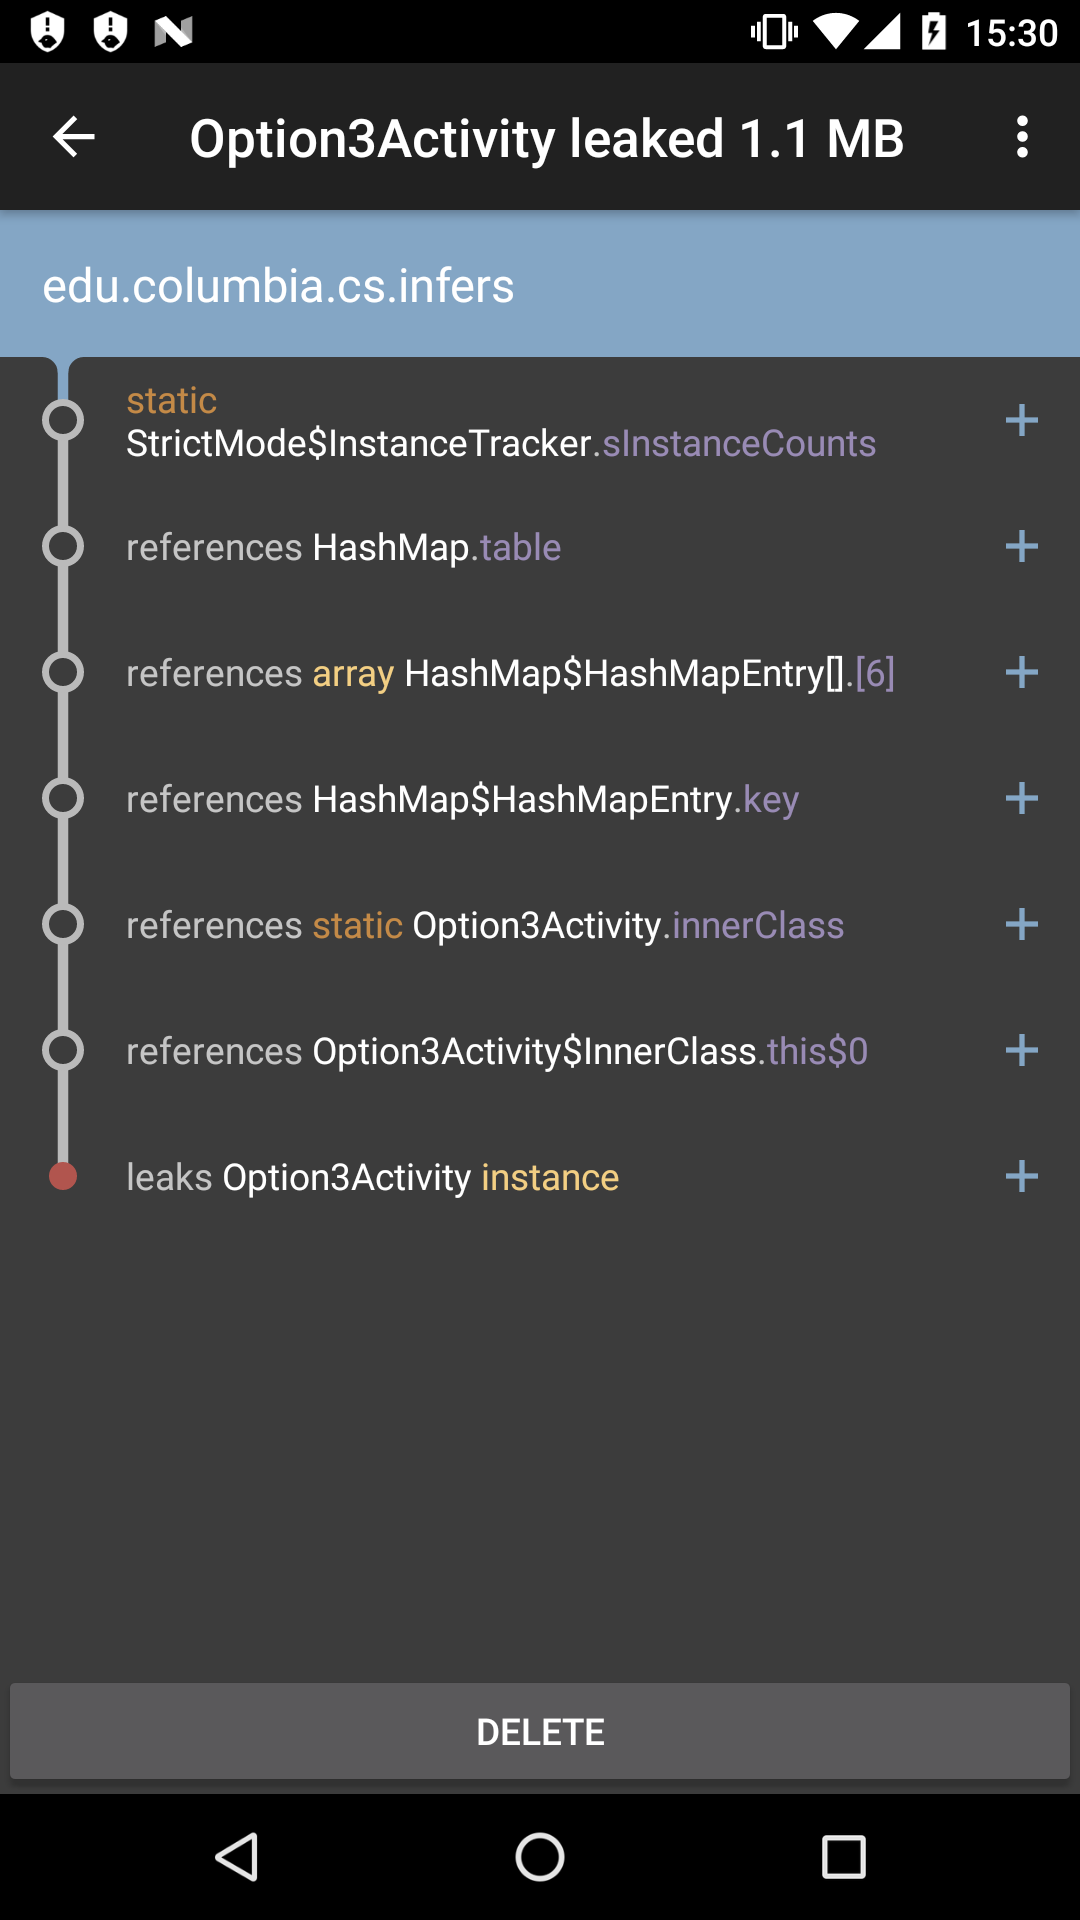 15:30
Option3Activity leaked 1.1 MB
edu.columbia.cs.infers
static
StrictMode$InstanceTracker.sInstanceCounts
references HashMap.table
references array HashMap$HashMapEntry[].[6]
references HashMap$HashMapEntry.key
references static Option3Activity.innerClass
references Option3Activity$InnerClass.this$0
leaks Option3Activity instance
DELETE